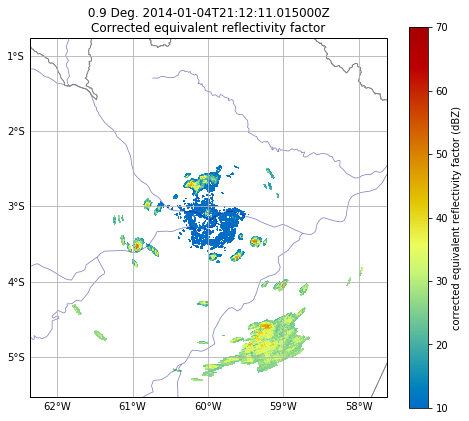 0.9 Deg. 2014-01-04T21:12:11.015000Z
Corrected equivalent reflectivity factor
1°S
2°S
3°S
4°S
5°S
62°W 61°W 60°W 59°W 58°W
70
60
50
40
30
20
10
corrected equivalent reflectivity factor (dBZ)